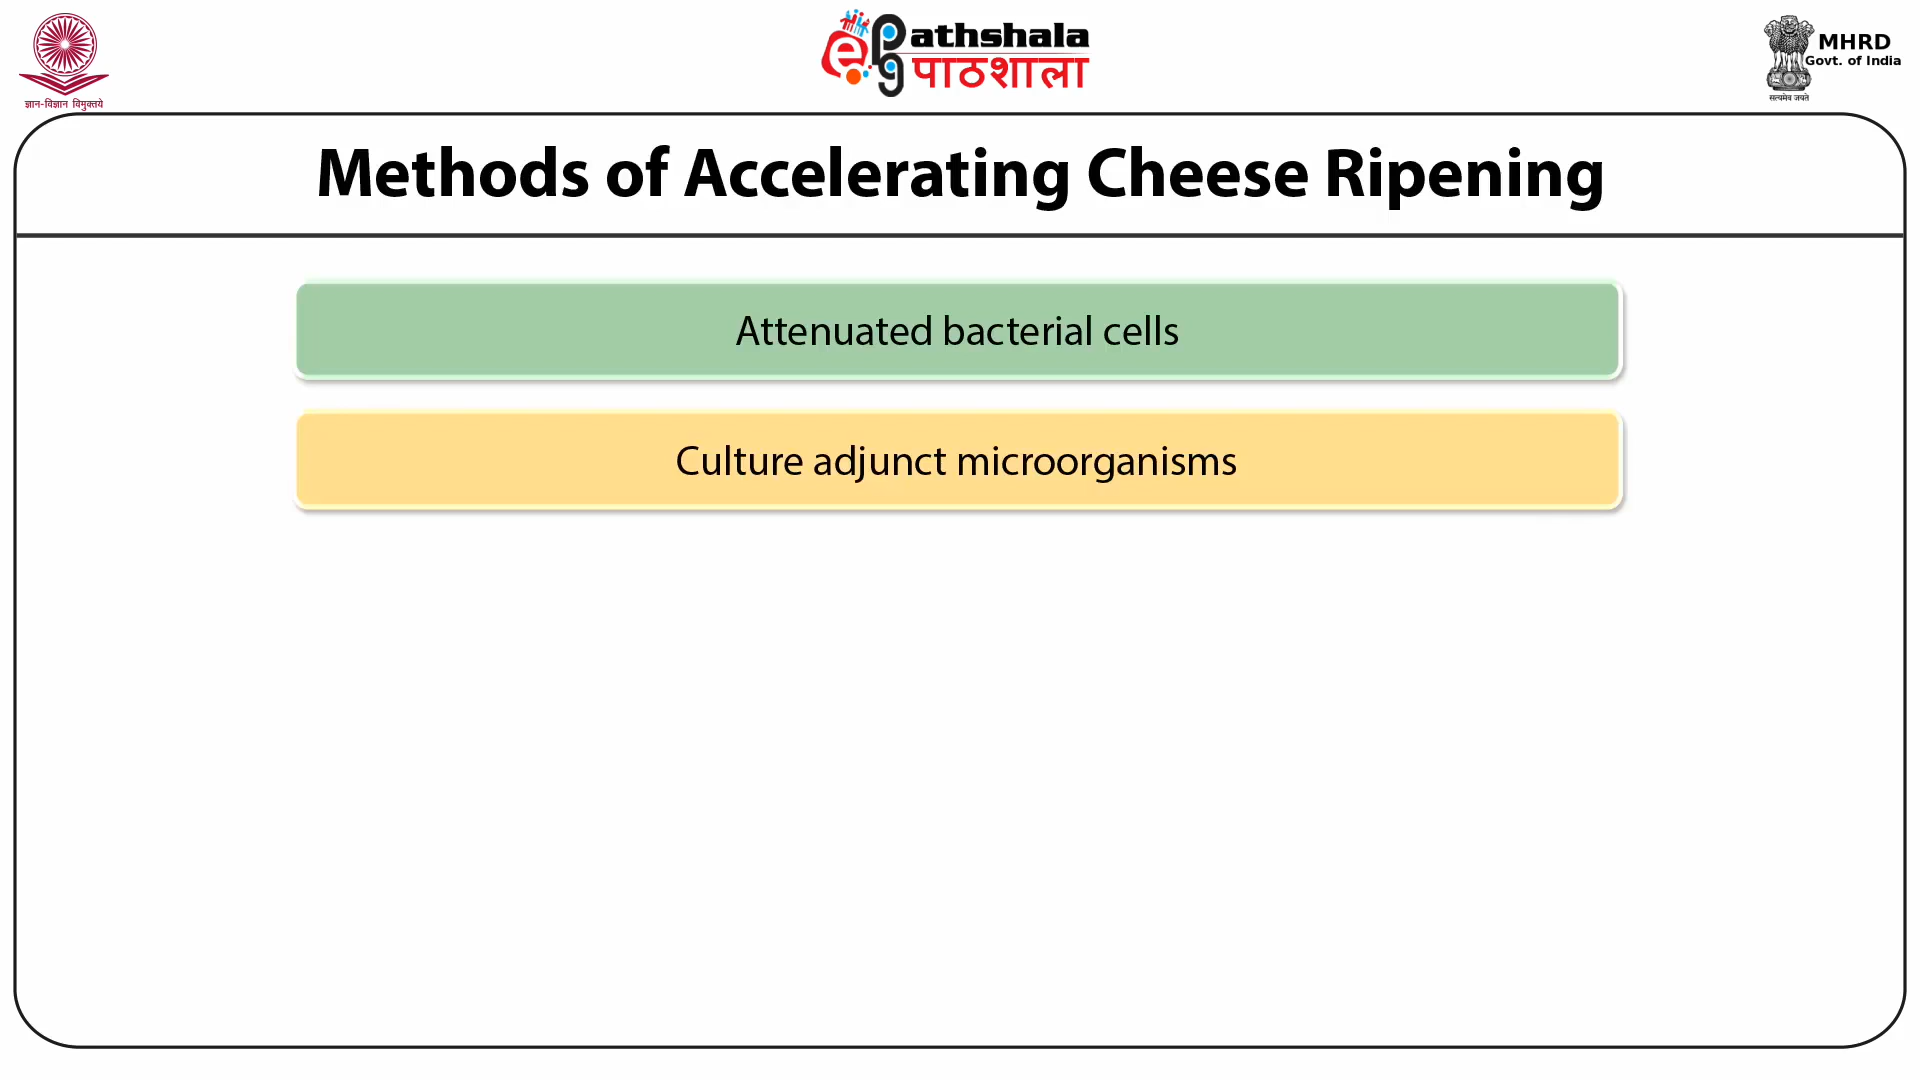 ज्ञान-विज्ञान विमुक्तये
e pg athshala
पाठशाला
MHRD
Govt. of India
सत्यमेव जयते
Methods of Accelerating Cheese Ripening
Attenuated bacterial cells
Culture adjunct microorganisms